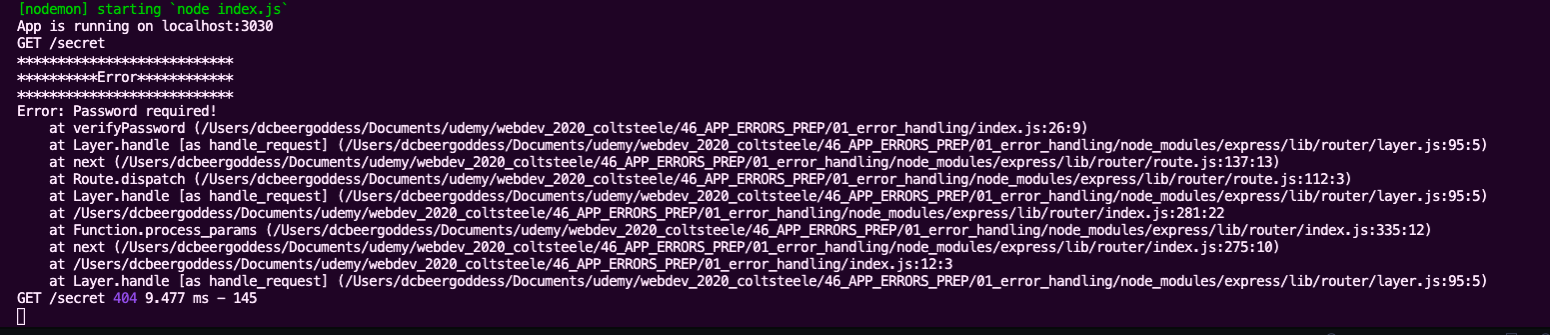 [nodemon] starting `node index.js`
App is running on localhost:3030
GET /secret
***************************
**********Error************
***************************
Error: Password required!
    at verifyPassword (/Users/dcbeergoddess/Documents/udemy/webdev_2020_coltsteele/46_APP_ERRORS_PREP/01_error_handling/index.js:26:9)
    at Layer.handle [as handle_request] (/Users/dcbeergoddess/Documents/udemy/webdev_2020_coltsteele/46_APP_ERRORS_PREP/01_error_handling/node_modules/express/lib/router/layer.js:95:5)
    at next (/Users/dcbeergoddess/Documents/udemy/webdev_2020_coltsteele/46_APP_ERRORS_PREP/01_error_handling/node_modules/express/lib/router/route.js:137:13)
    at Route.dispatch (/Users/dcbeergoddess/Documents/udemy/webdev_2020_coltsteele/46_APP_ERRORS_PREP/01_error_handling/node_modules/express/lib/router/route.js:112:3)
    at Layer.handle [as handle_request] (/Users/dcbeergoddess/Documents/udemy/webdev_2020_coltsteele/46_APP_ERRORS_PREP/01_error_handling/node_modules/express/lib/router/layer.js:95:5)
    at /Users/dcbeergoddess/Documents/udemy/webdev_2020_coltsteele/46_APP_ERRORS_PREP/01_error_handling/node_modules/express/lib/router/index.js:281:22
    at Function.process_params (/Users/dcbeergoddess/Documents/udemy/webdev_2020_coltsteele/46_APP_ERRORS_PREP/01_error_handling/node_modules/express/lib/router/index.js:335:12)
    at next (/Users/dcbeergoddess/Documents/udemy/webdev_2020_coltsteele/46_APP_ERRORS_PREP/01_error_handling/node_modules/express/lib/router/index.js:275:10)
    at /Users/dcbeergoddess/Documents/udemy/webdev_2020_coltsteele/46_APP_ERRORS_PREP/01_error_handling/index.js:12:3
    at Layer.handle [as handle_request] (/Users/dcbeergoddess/Documents/udemy/webdev_2020_coltsteele/46_APP_ERRORS_PREP/01_error_handling/node_modules/express/lib/router/layer.js:95:5)
GET /secret 404 9.477 ms - 145